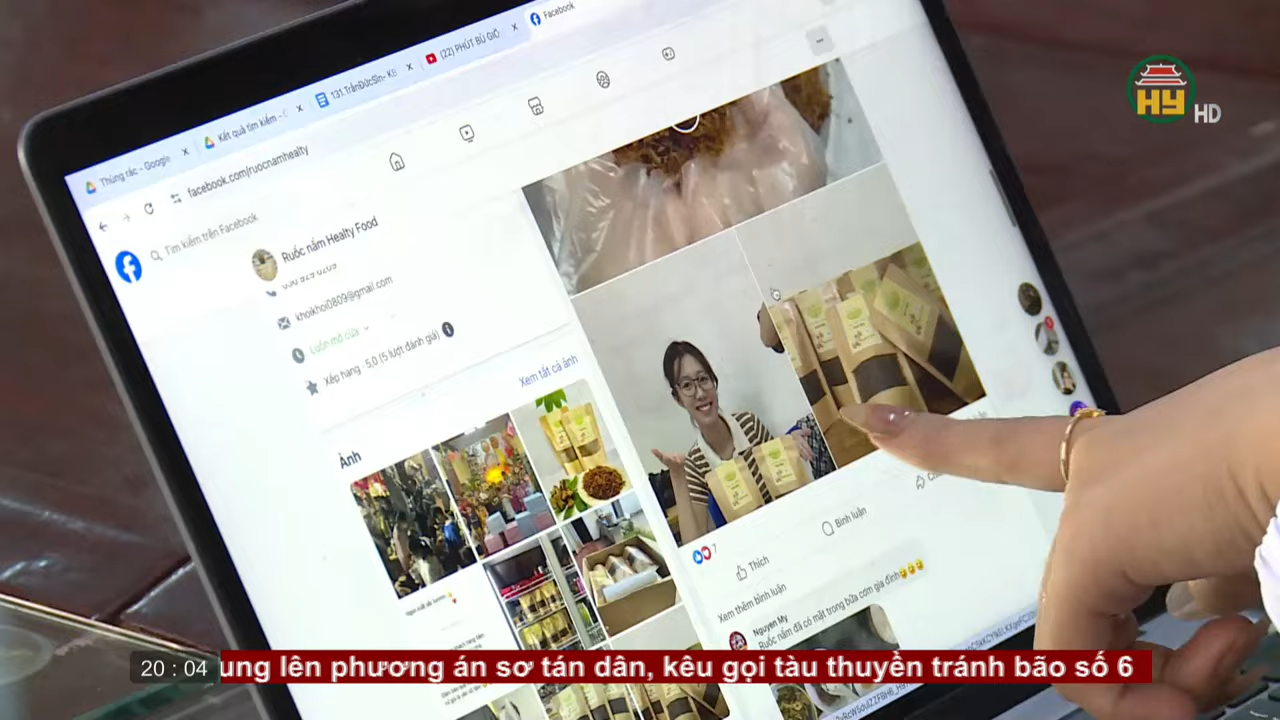 Facebook
(22) PHÚT BÙ GIỜ
131.TrầnĐứcSin- Kế
Kết quả tìm kiếm - G
Thùng rác - Google
facebook.com/ruocnamhealty
Tìm kiếm trên Facebook
Ruốc nấm Healty Food
khoikhoi0809@gmail.com
Luôn mở cửa
Xếp hạng · 5,0 (5 lượt đánh giá)
Ảnh
Xem tất cả ảnh
7
Thích
Bình luận
Xem thêm bình luận
Nguyen My
Ruốc nấm đã có mặt trong bữa cơm gia đình
HY HD
20 : 04
ung lên phương án sơ tán dân, kêu gọi tàu thuyền tránh bão số 6